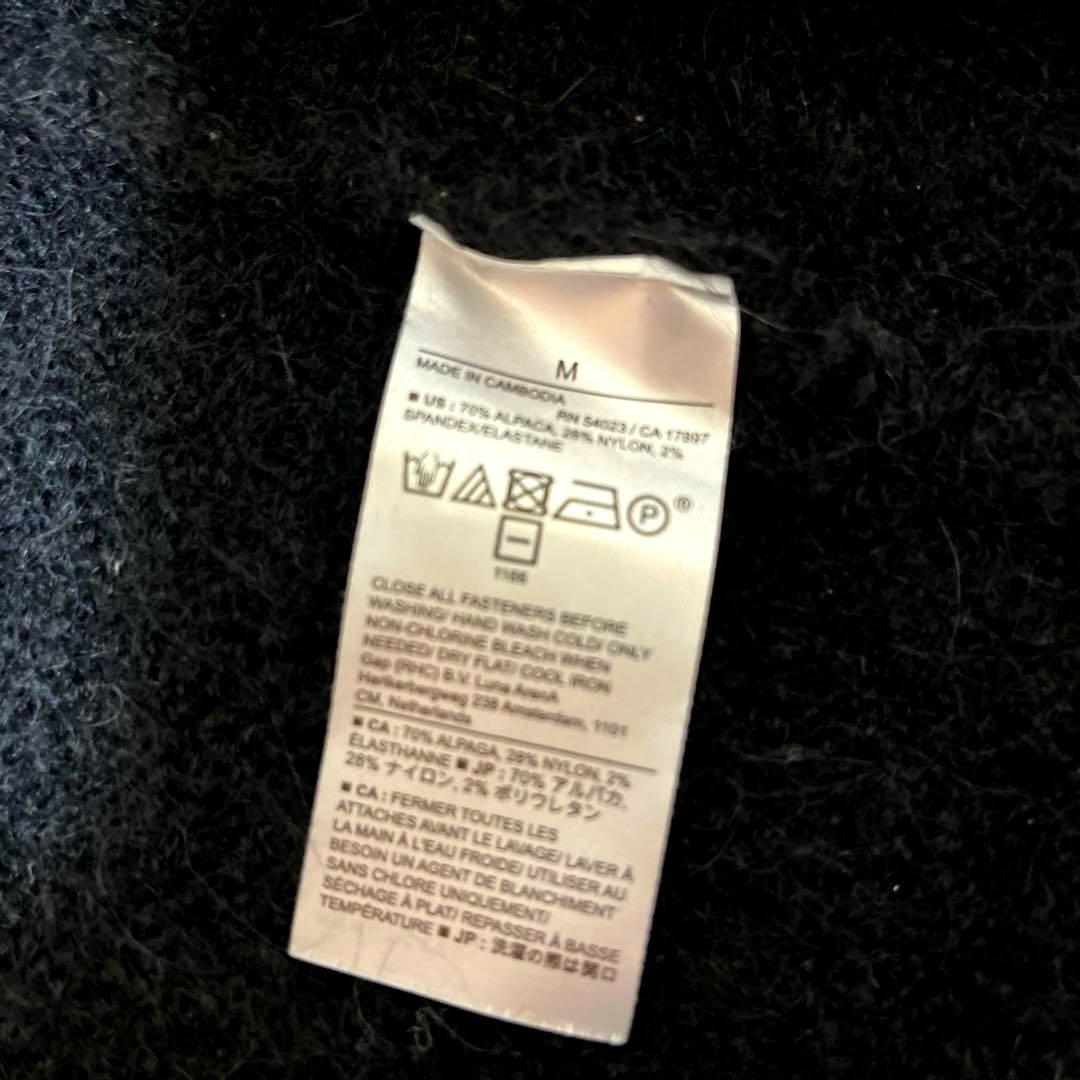 M
MADE IN CAMBODIA
RN 54023 / CA 17897
■ US : 70% ALPACA, 28% NYLON, 2%
SPANDEX/ELASTANE
P
1166
CLOSE ALL FASTENERS BEFORE
WASHING/ HAND WASH COLD/ ONLY
NON-CHLORINE BLEACH WHEN
NEEDED/ DRY FLAT/ COOL IRON
Gap (RHC) B.V. Luna ArenA
Herikerbergweg 238 Amsterdam, 1101
CM, Netherlands
■ CA : 70% ALPAGA, 28% NYLON, 2%
ÉLASTHANNE ■ JP : 70% アルパカ,
28% ナイロン, 2% ポリウレタン
■ CA : FERMER TOUTES LES
ATTACHES AVANT LE LAVAGE/ LAVER À
LA MAIN À L'EAU FROIDE/ UTILISER AU
BESOIN UN AGENT DE BLANCHIMENT
SANS CHLORE UNIQUEMENT/
SÉCHAGE À PLAT/ REPASSER À BASSE
TEMPÉRATURE ■ JP : 洗濯の際は開口